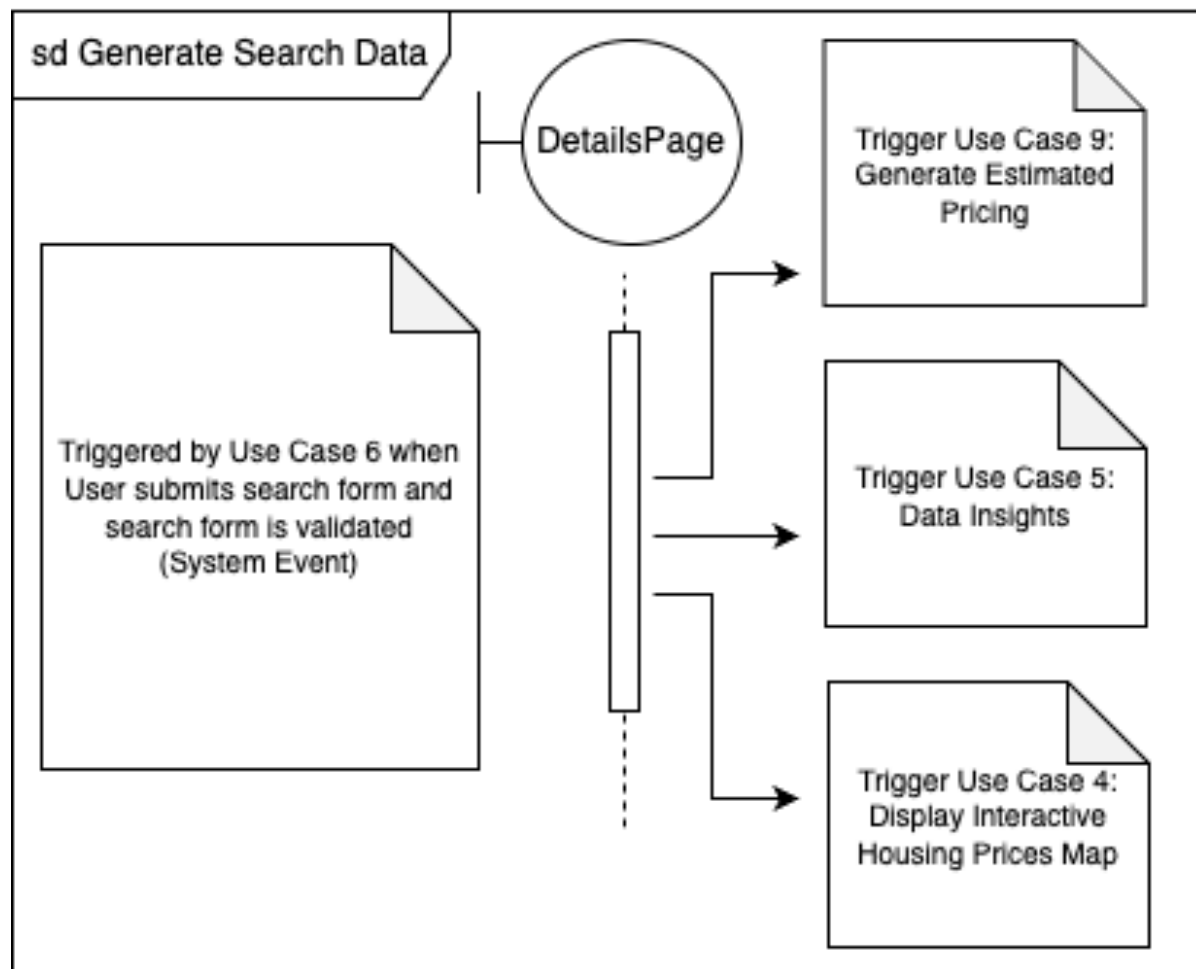 sd Generate Search Data
DetailsPage
Trigger Use Case 9:
Generate Estimated
Pricing
Triggered by Use Case 6 when
User submits search form and
search form is validated
(System Event)
Trigger Use Case 5:
Data Insights
Trigger Use Case 4:
Display Interactive
Housing Prices Map